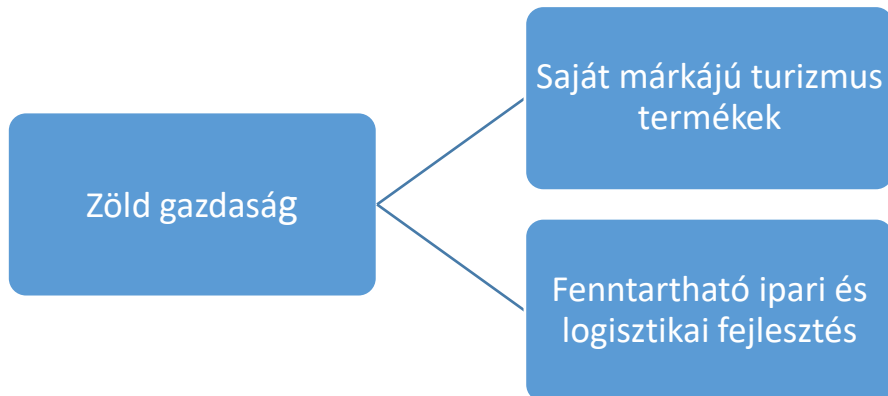 Zöld gazdaság
Saját márkájú turizmus
termékek
Fenntartható ipari és
logisztikai fejlesztés